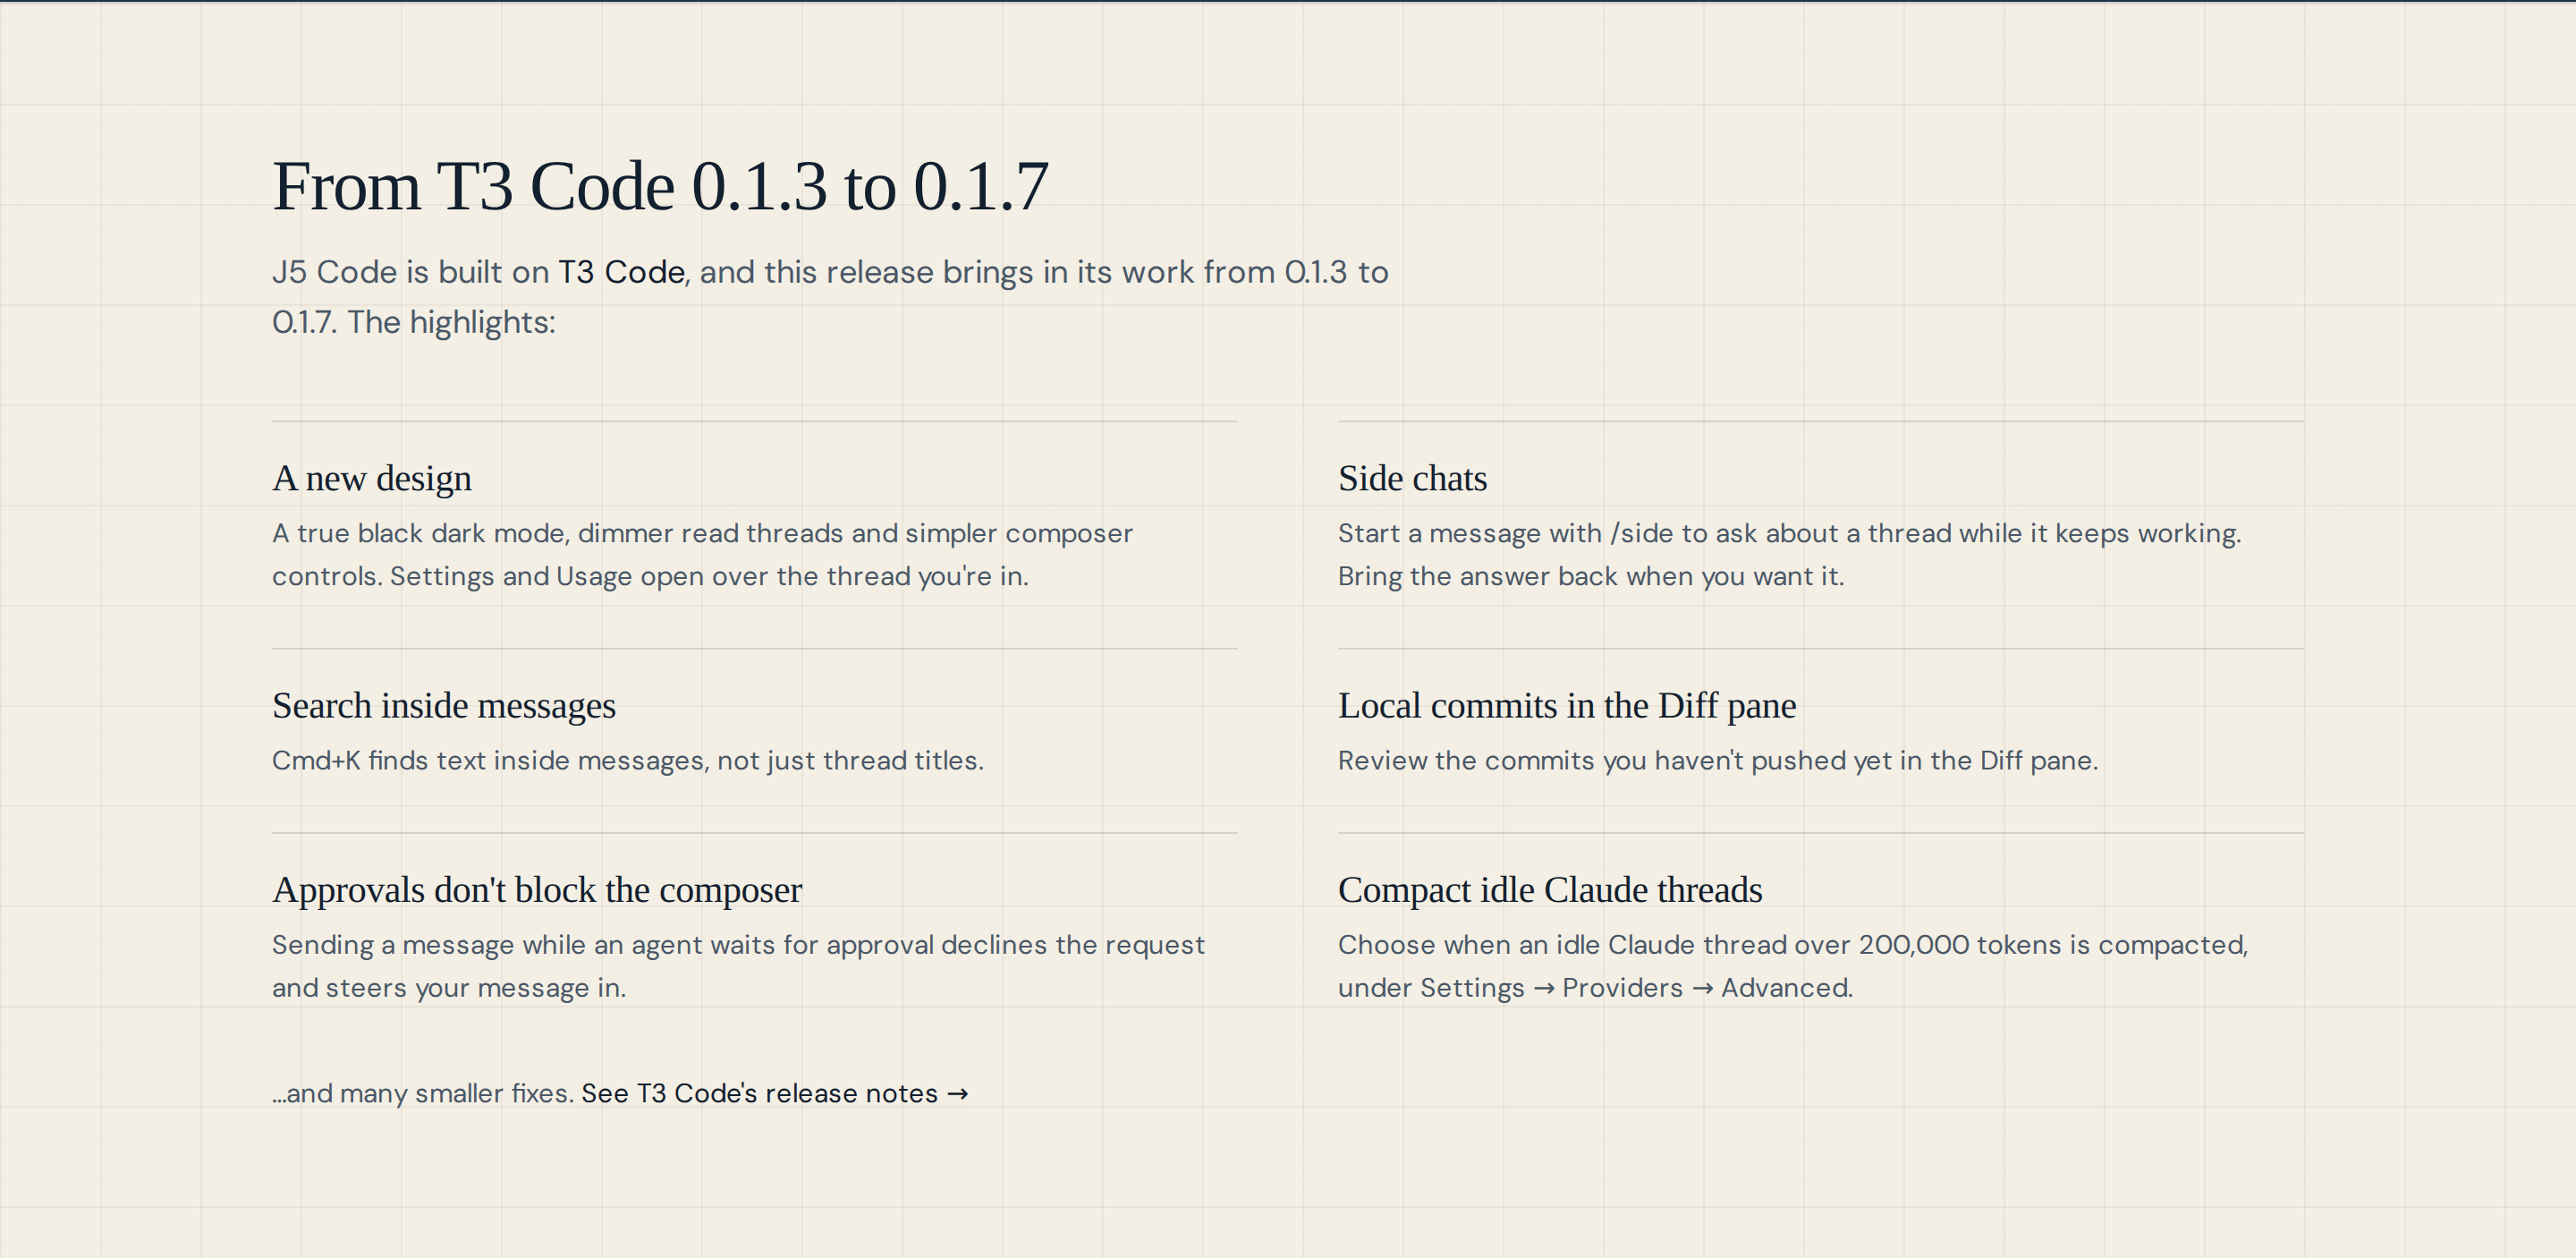 From T3 Code 0.1.3 to 0.1.7
J5 Code is built on T3 Code, and this release brings in its work from 0.1.3 to
0.1.7. The highlights:
A new design
A true black dark mode, dimmer read threads and simpler composer
controls. Settings and Usage open over the thread you're in.
Side chats
Start a message with /side to ask about a thread while it keeps working.
Bring the answer back when you want it.
Search inside messages
Cmd+K finds text inside messages, not just thread titles.
Local commits in the Diff pane
Review the commits you haven't pushed yet in the Diff pane.
Approvals don't block the composer
Sending a message while an agent waits for approval declines the request
and steers your message in.
Compact idle Claude threads
Choose when an idle Claude thread over 200,000 tokens is compacted,
under Settings → Providers → Advanced.
...and many smaller fixes. See T3 Code's release notes →